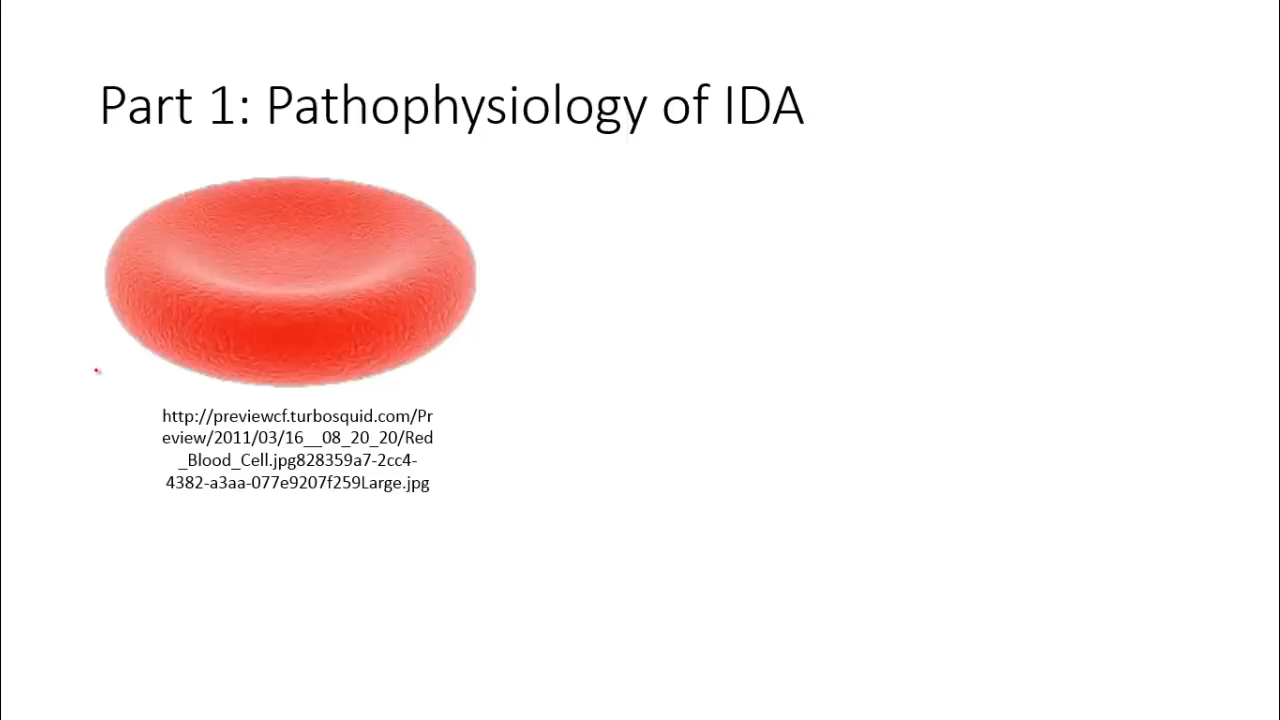 Part 1: Pathophysiology of IDA
http://previewcf.turbosquid.com/Pr
eview/2011/03/16__08_20_20/Red
_Blood_Cell.jpg828359a7-2cc4-
4382-a3aa-077e9207f259Large.jpg